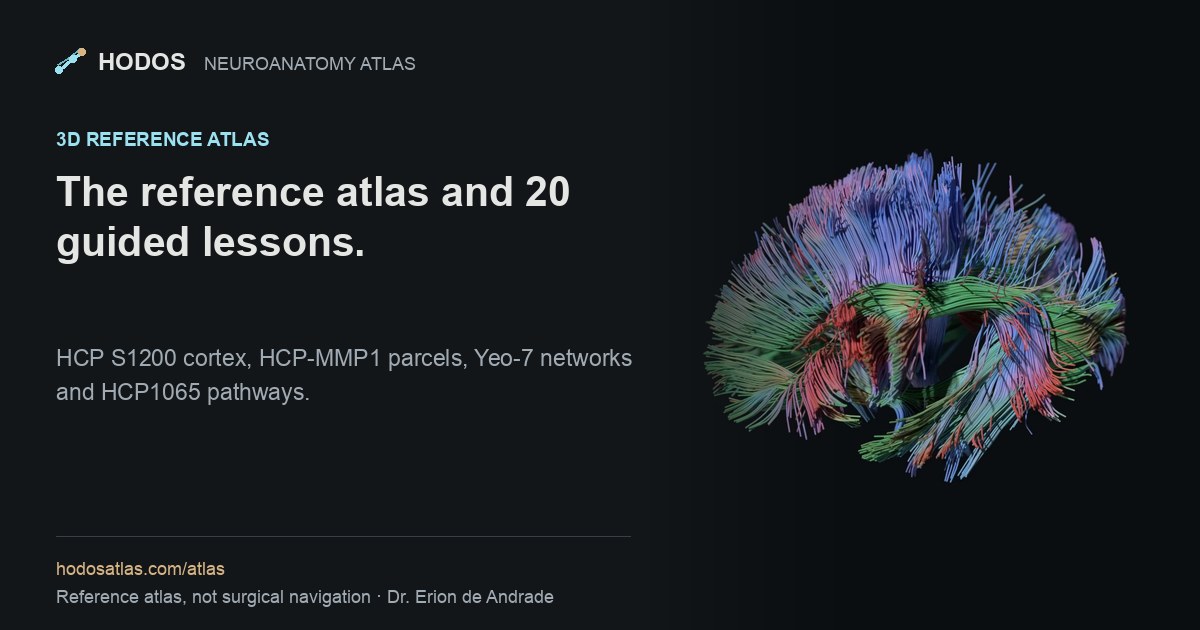 HODOS NEUROANATOMY ATLAS
3D REFERENCE ATLAS
The reference atlas and 20
guided lessons.
HCP S1200 cortex, HCP-MMP1 parcels, Yeo-7 networks
and HCP1065 pathways.
hodosatlas.com/atlas
Reference atlas, not surgical navigation · Dr. Erion de Andrade